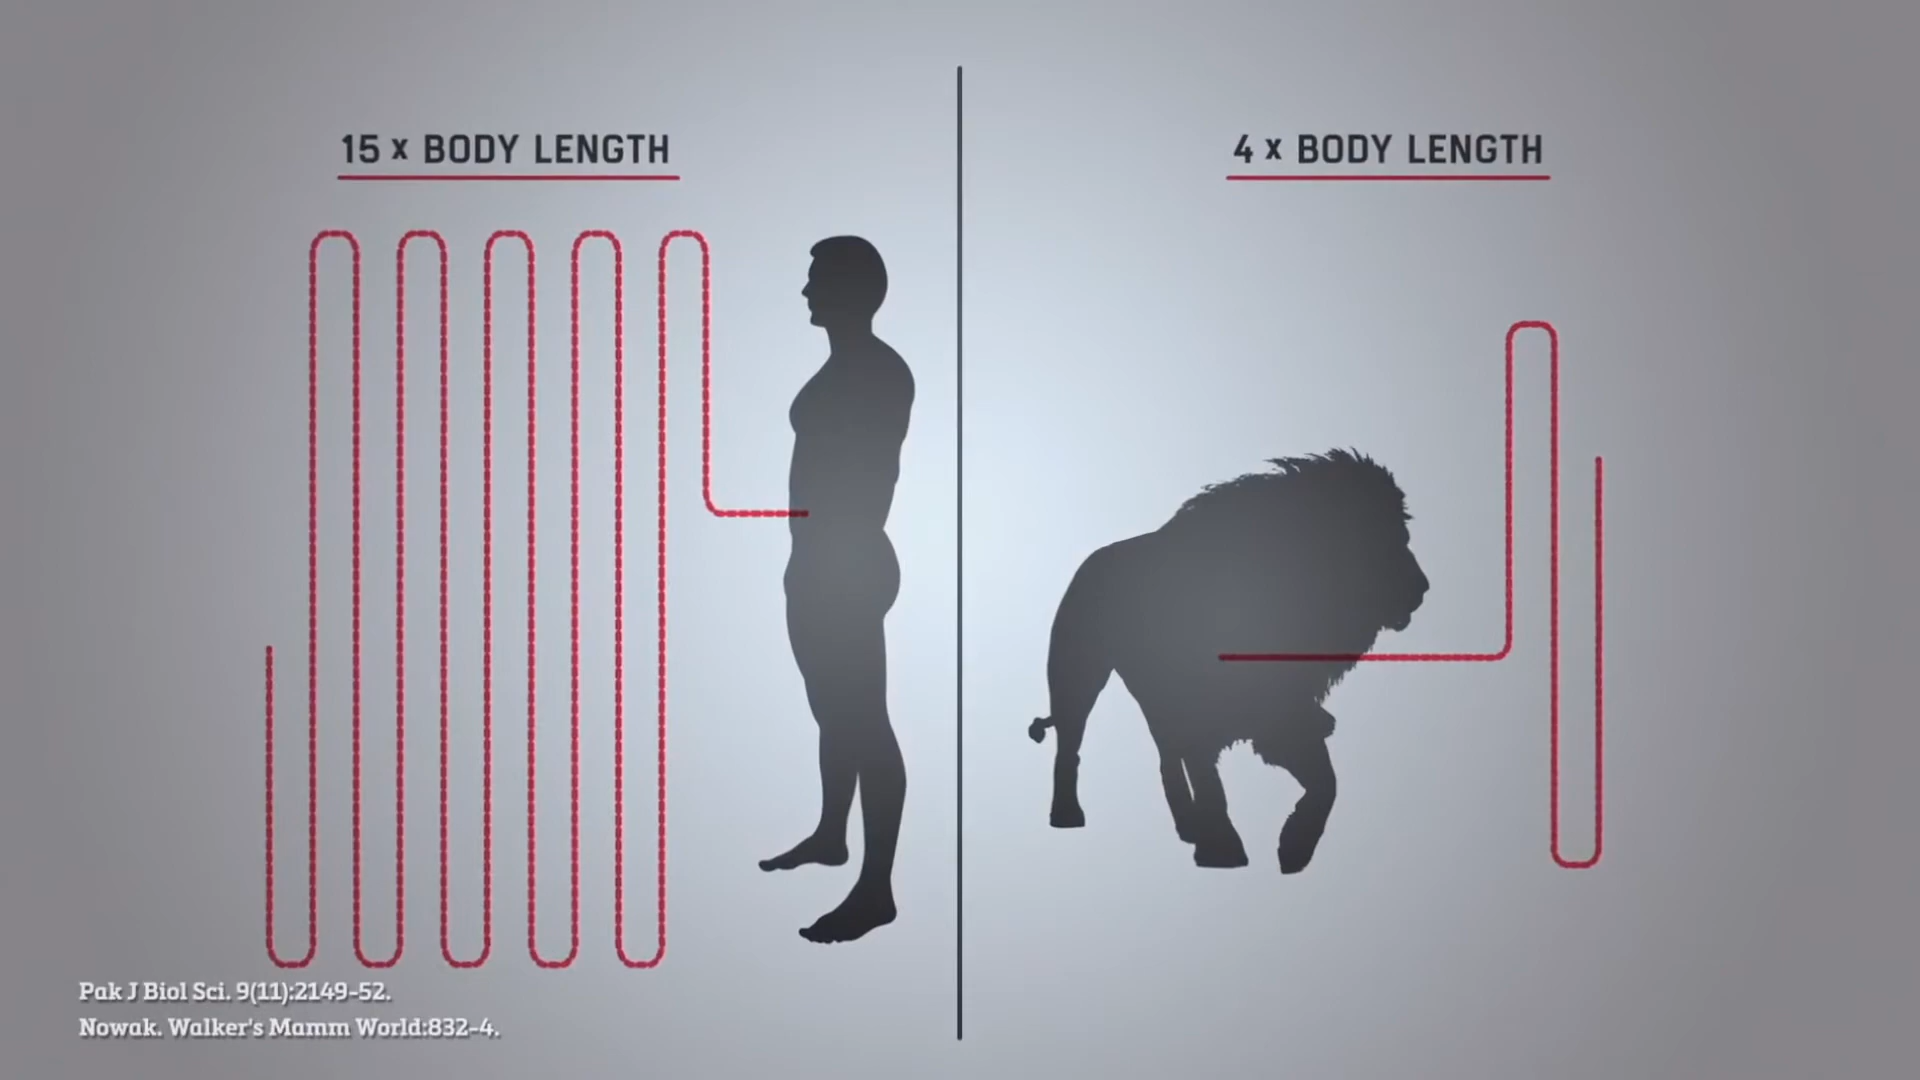 15 x BODY LENGTH
4 x BODY LENGTH
Pak J Biol Sci. 9(11):2149-52.
Nowak. Walker's Mamm World:832-4.